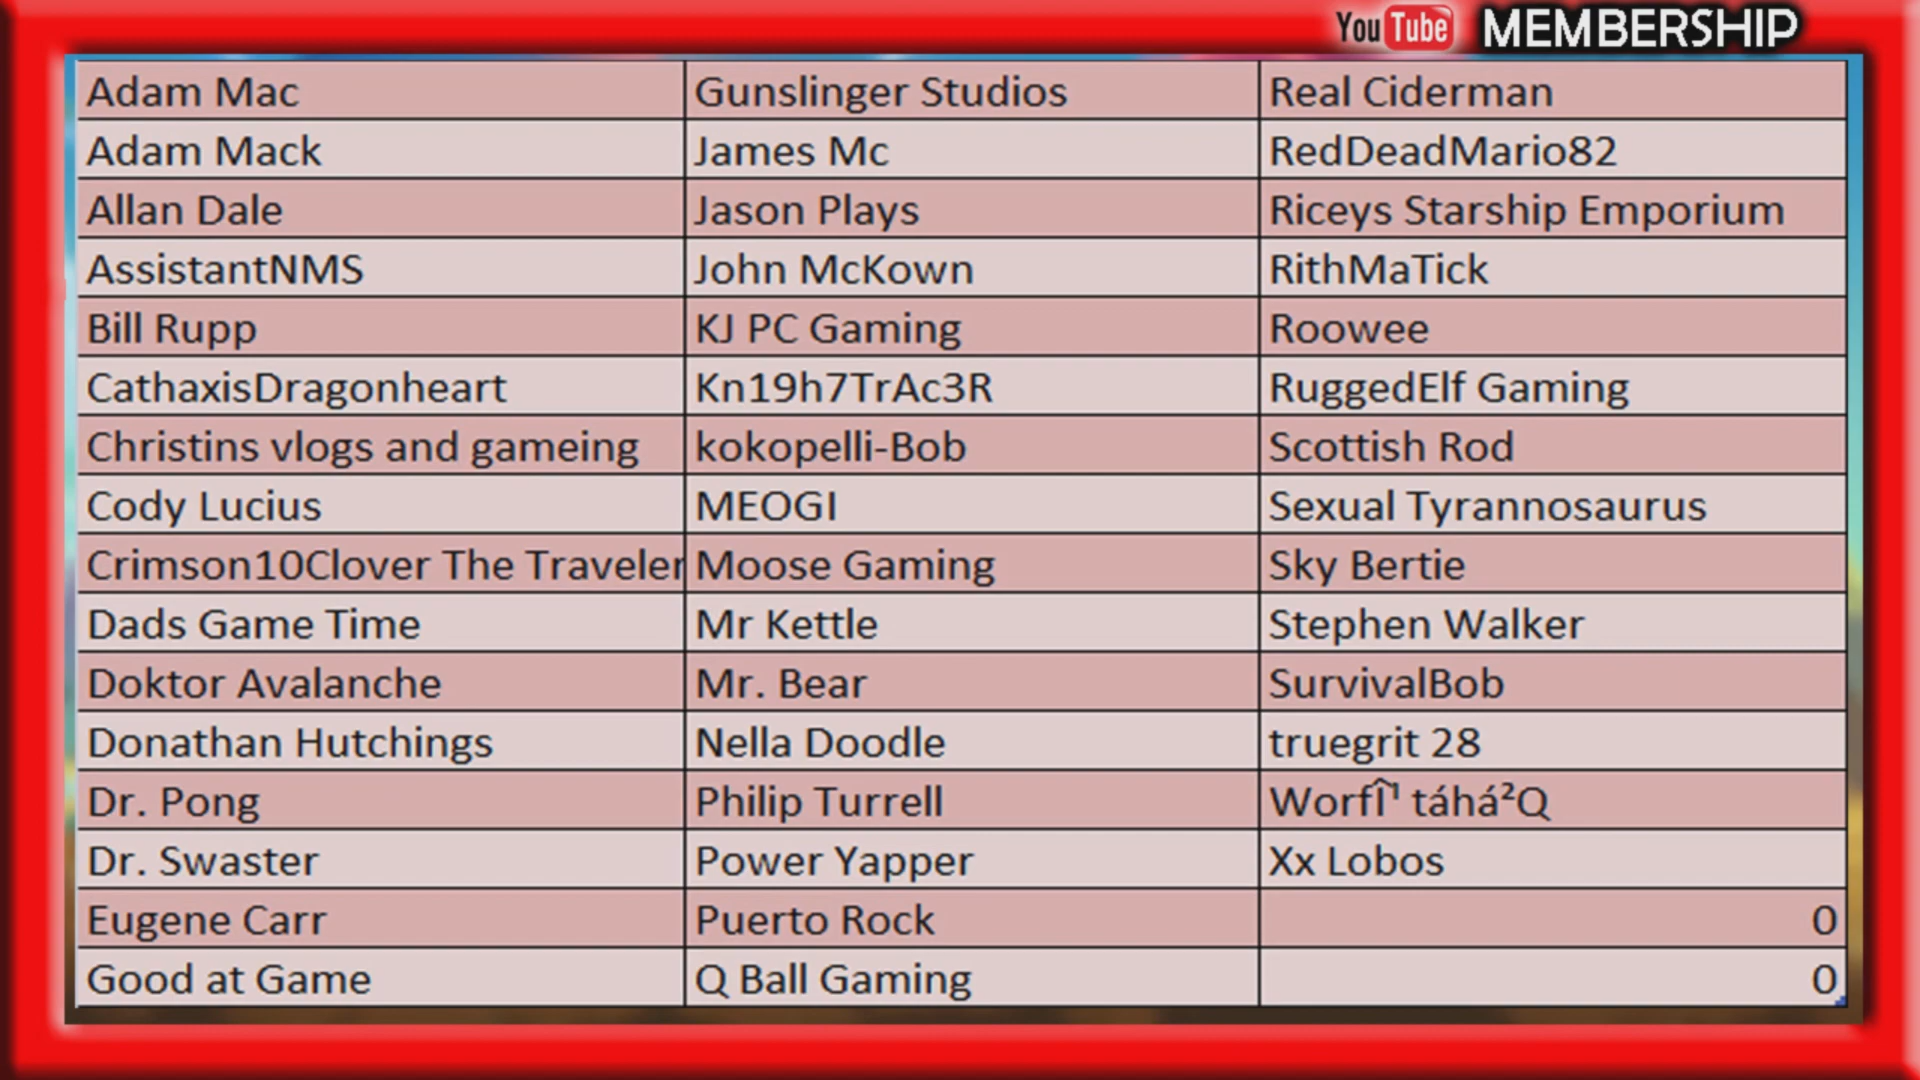 YouTube MEMBERSHIP
Adam Mac Gunslinger Studios Real Ciderman
Adam Mack James Mc RedDeadMario82
Allan Dale Jason Plays Riceys Starship Emporium
AssistantNMS John McKown RithMaTick
Bill Rupp KJ PC Gaming Roowee
CathaxisDragonheart Kn19h7TrAc3R RuggedElf Gaming
Christins vlogs and gameing kokopelli-Bob Scottish Rod
Cody Lucius MEOGI Sexual Tyrannosaurus
Crimson10Clover The Traveler Moose Gaming Sky Bertie
Dads Game Time Mr Kettle Stephen Walker
Doktor Avalanche Mr. Bear SurvivalBob
Donathan Hutchings Nella Doodle truegrit 28
Dr. Pong Philip Turrell WorfÎ¹ táhá²Q
Dr. Swaster Power Yapper Xx Lobos
Eugene Carr Puerto Rock 0
Good at Game Q Ball Gaming 0